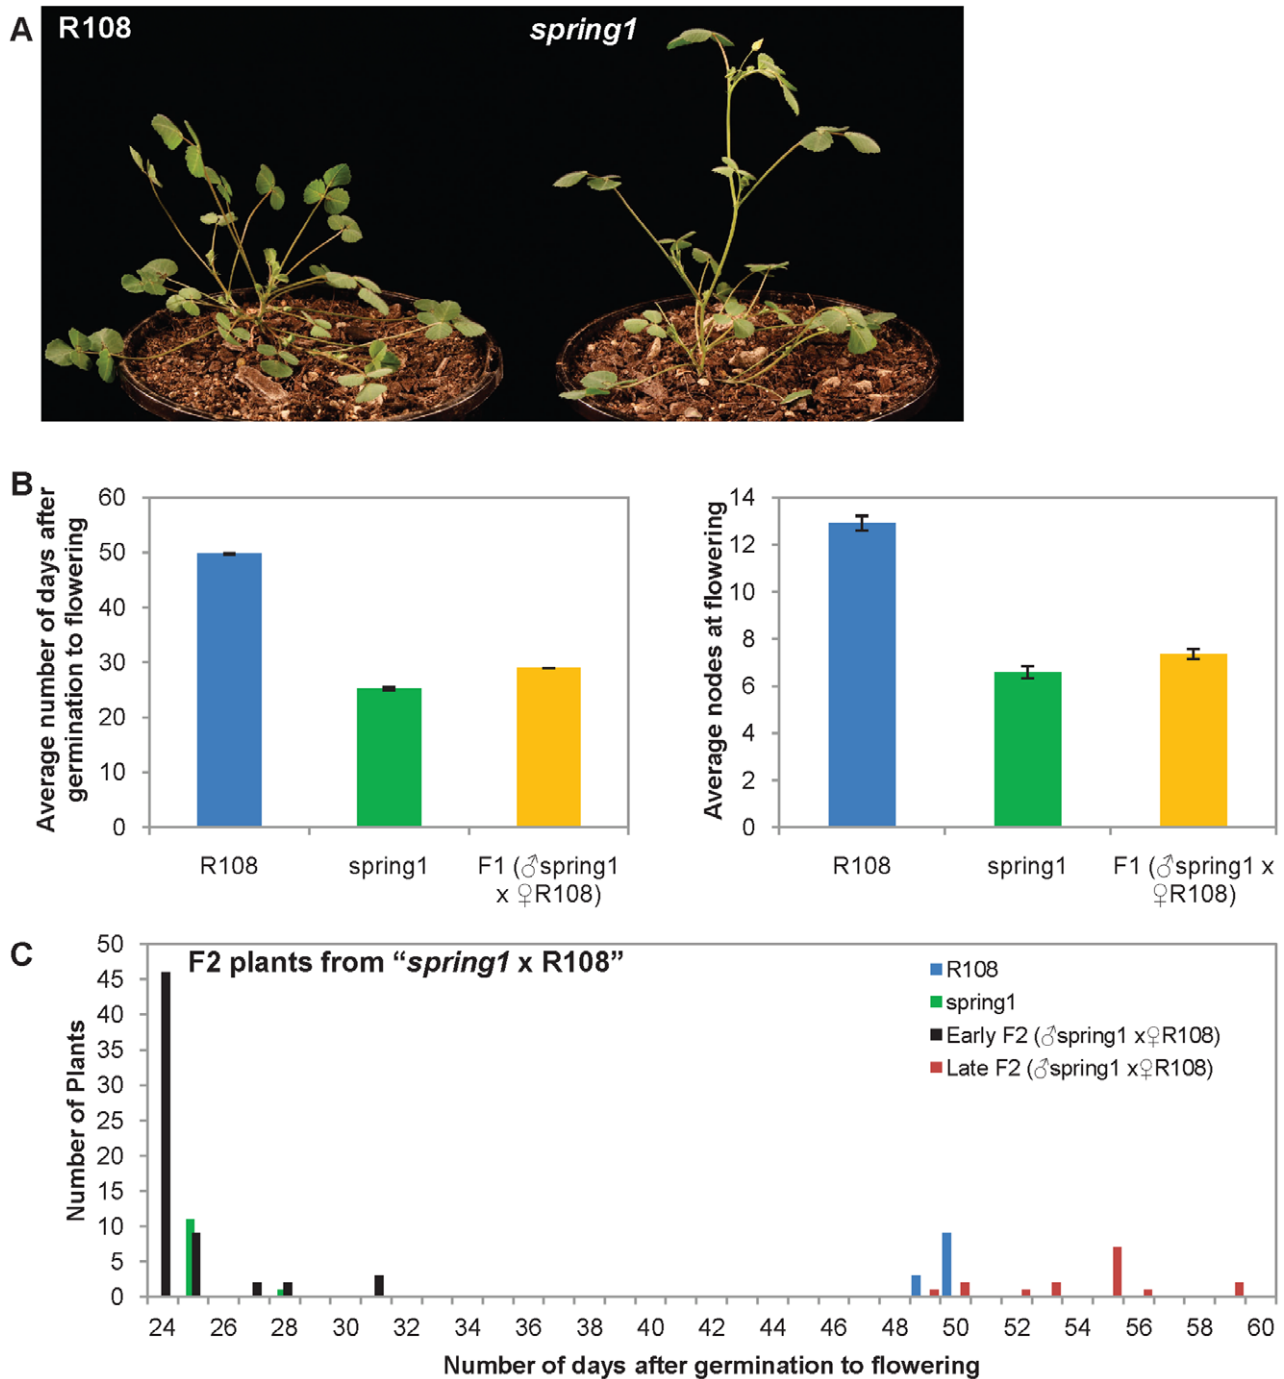 A
R108
spring1
B
Average number of days after
germination to flowering
60
50
40
30
20
10
0
R108
spring1
F1 (♂spring1
x ♀R108)
Average nodes at flowering
14
12
10
8
6
4
2
0
R108
spring1
F1 (♂spring1 x
♀R108)
C
F2 plants from “spring1 x R108”
Number of Plants
50
45
40
35
30
25
20
15
10
5
0
R108
spring1
Early F2 (♂spring1 x♀R108)
Late F2 (♂spring1 x♀R108)
24 26 28 30 32 34 36 38 40 42 44 46 48 50 52 54 56 58 60
Number of days after germination to flowering